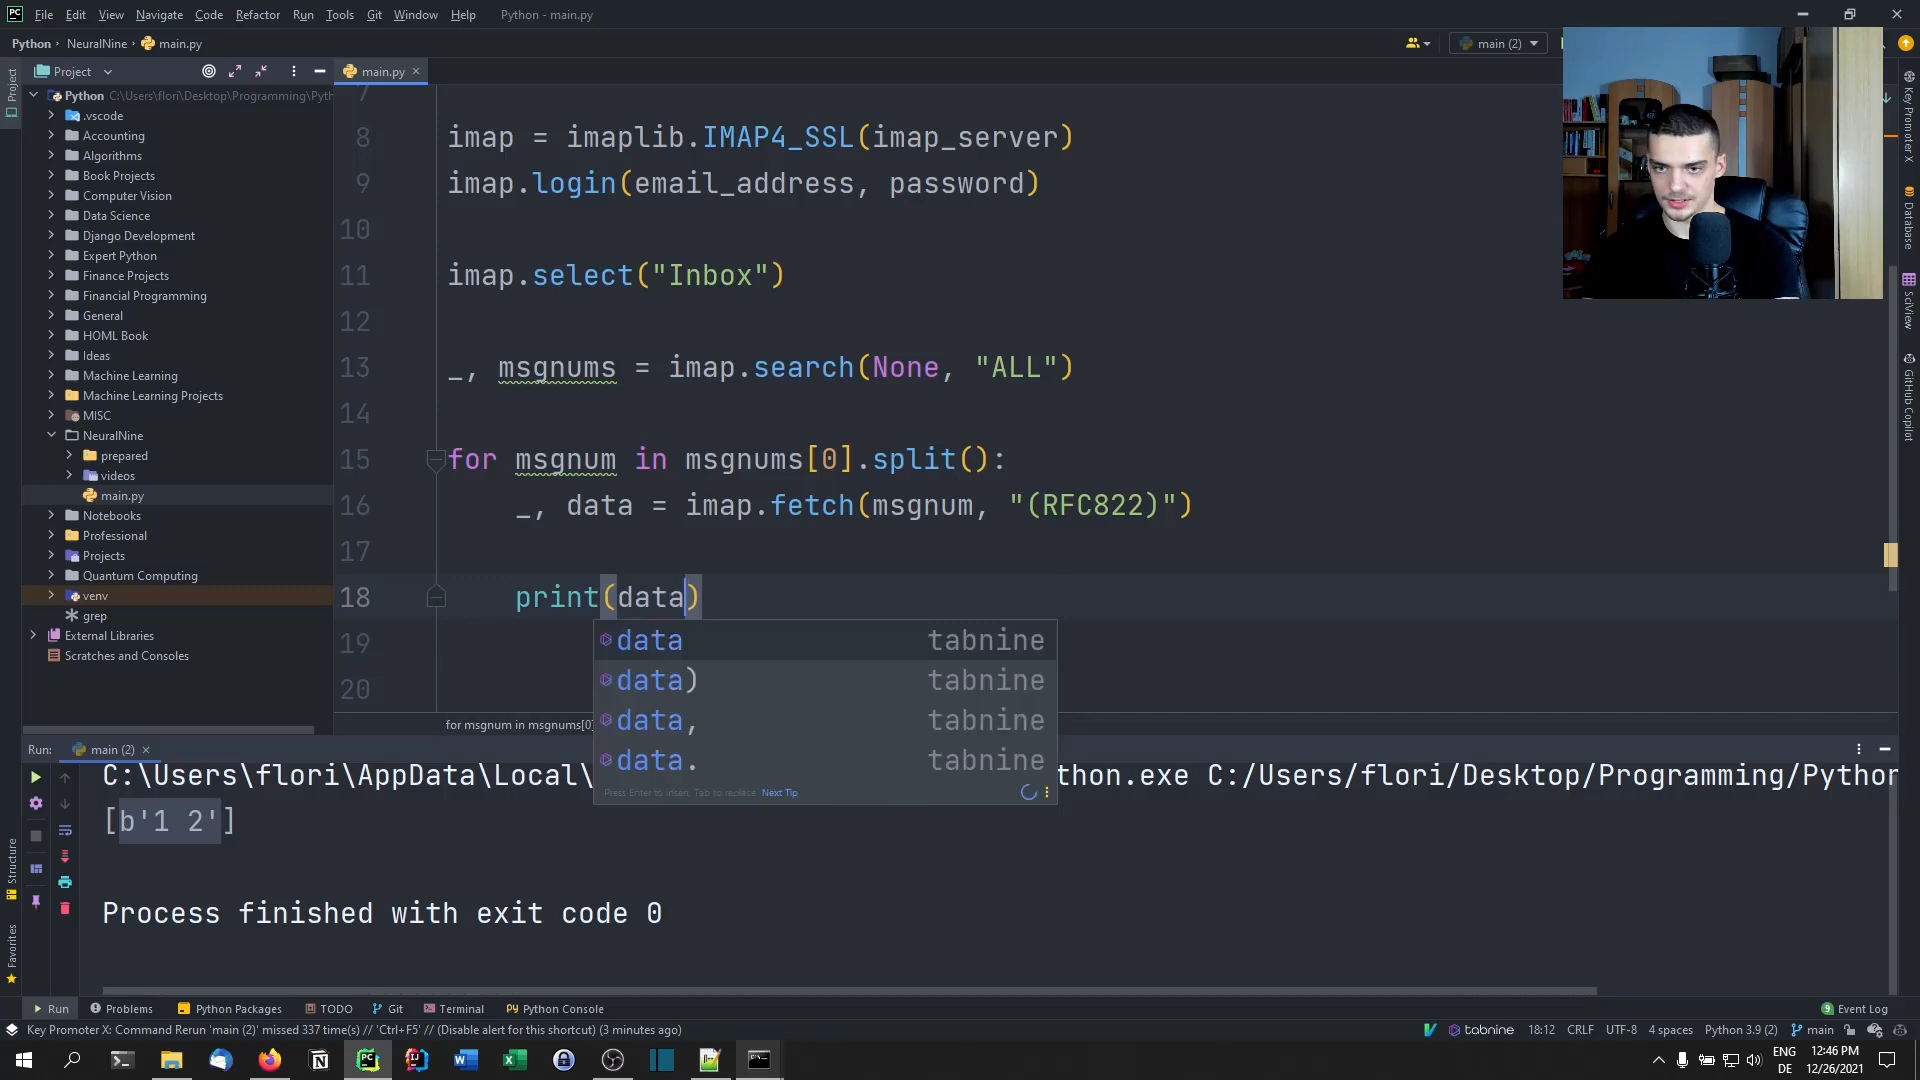 File Edit View Navigate Code Refactor Run Tools Git Window Help Python - main.py
Python NeuralNine main.py
main (2)
Project
main.py
Python C:\Users\flori\Desktop\Programming\Pyth
.vscode
Accounting
Algorithms
Book Projects
Computer Vision
Data Science
Django Development
Expert Python
Finance Projects
Financial Programming
General
HOML Book
Ideas
Machine Learning
Machine Learning Projects
MISC
NeuralNine
prepared
videos
main.py
Notebooks
Professional
Projects
Quantum Computing
venv
grep
External Libraries
Scratches and Consoles
Project
Structure
Favorites
7
8 imap = imaplib.IMAP4_SSL(imap_server)
9 imap.login(email_address, password)
10
11 imap.select("Inbox")
12
13 _, msgnums = imap.search(None, "ALL")
14
15 for msgnum in msgnums[0].split():
16 _, data = imap.fetch(msgnum, "(RFC822)")
17
18 print(data)
19
20
data tabnine
data) tabnine
data, tabnine
data. tabnine
Press Enter to insert, Tab to replace Next Tip
for msgnum in msgnums[0]
Key Promoter X
Database
SciView
GitHub Copilot
Run: main (2)
C:\Users\flori\AppData\Local\ thon.exe C:/Users/flori/Desktop/Programming/Python
[b'1 2']
Process finished with exit code 0
Run Problems Python Packages TODO Git Terminal Python Console 9 Event Log
Key Promoter X: Command Rerun 'main (2)' missed 337 time(s) // 'Ctrl+F5' // (Disable alert for this shortcut) (3 minutes ago)
tabnine 18:12 CRLF UTF-8 4 spaces Python 3.9 (2) main
ENG
DE
12:46 PM
12/26/2021